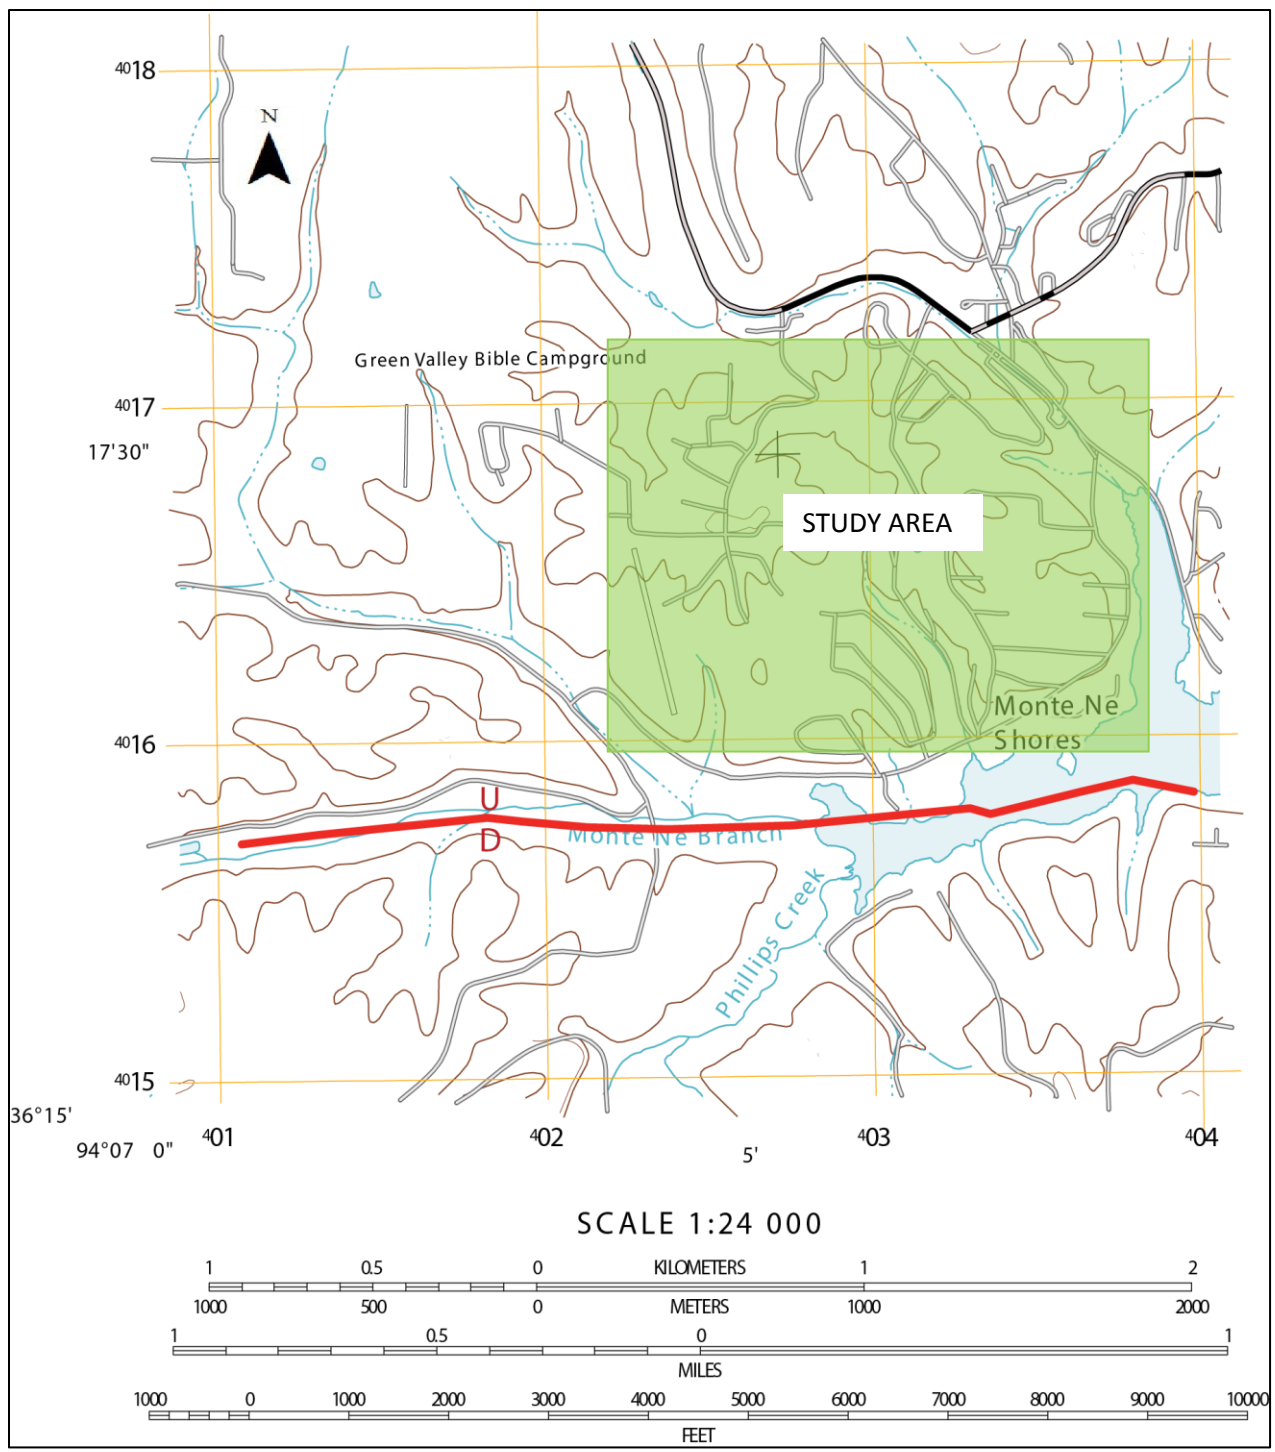 4018
N
Green Valley Bible Campground
4017
17'30"
STUDY AREA
Monte Ne
Shores
4016
U
D
Monte Ne Branch
Phillips Creek
4015
36°15'
401 402 403 404
94°07 0" 5'
SCALE 1:24 000
1 0.5 0 KILOMETERS 1 2
1000 500 0 METERS 1000 2000
1 0.5 0 1
MILES
1000 0 1000 2000 3000 4000 5000 6000 7000 8000 9000 10000
FEET